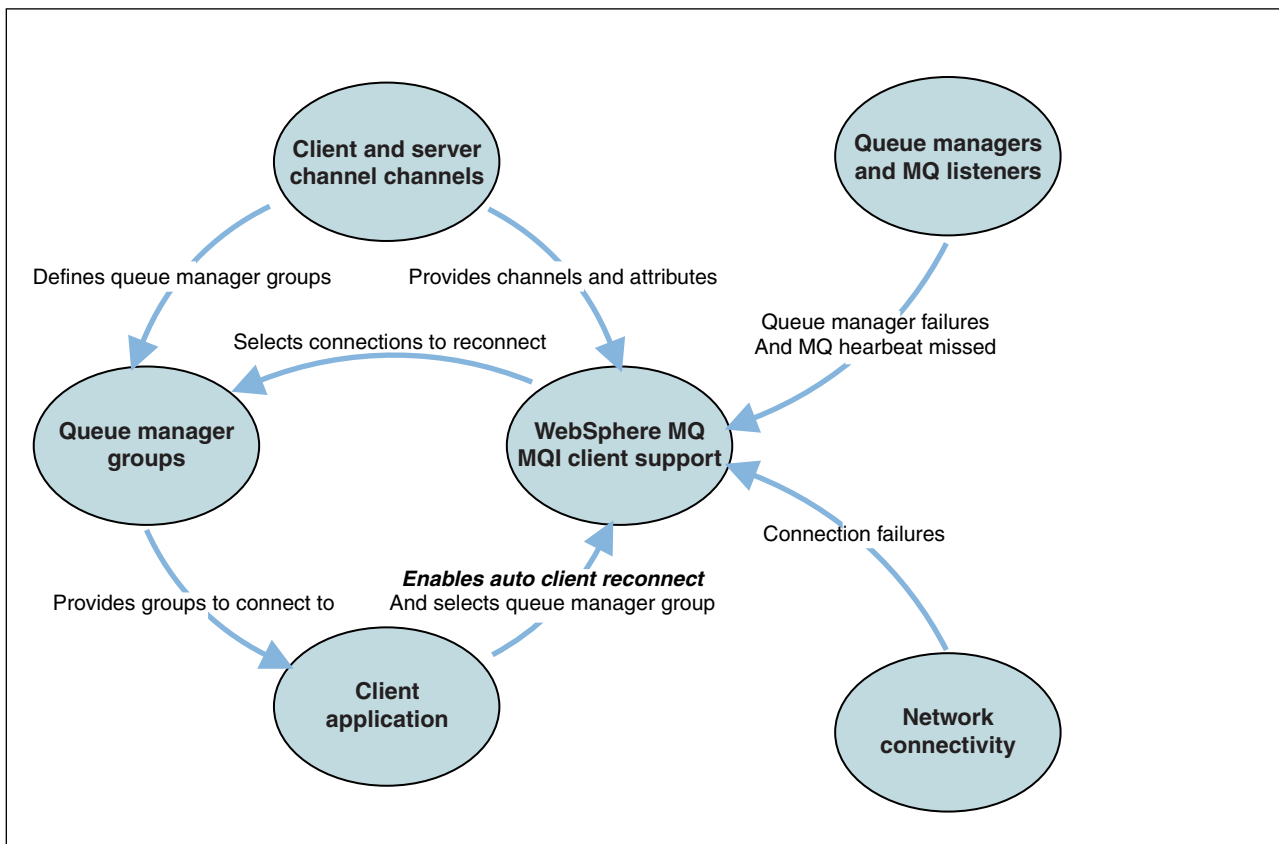 Client and server
channel channels
Queue managers
and MQ listeners
Defines queue manager groups
Provides channels and attributes
Queue manager failures
And MQ hearbeat missed
Selects connections to reconnect
Queue manager
groups
WebSphere MQ
MQI client support
Connection failures
Enables auto client reconnect
And selects queue manager group
Provides groups to connect to
Client
application
Network
connectivity